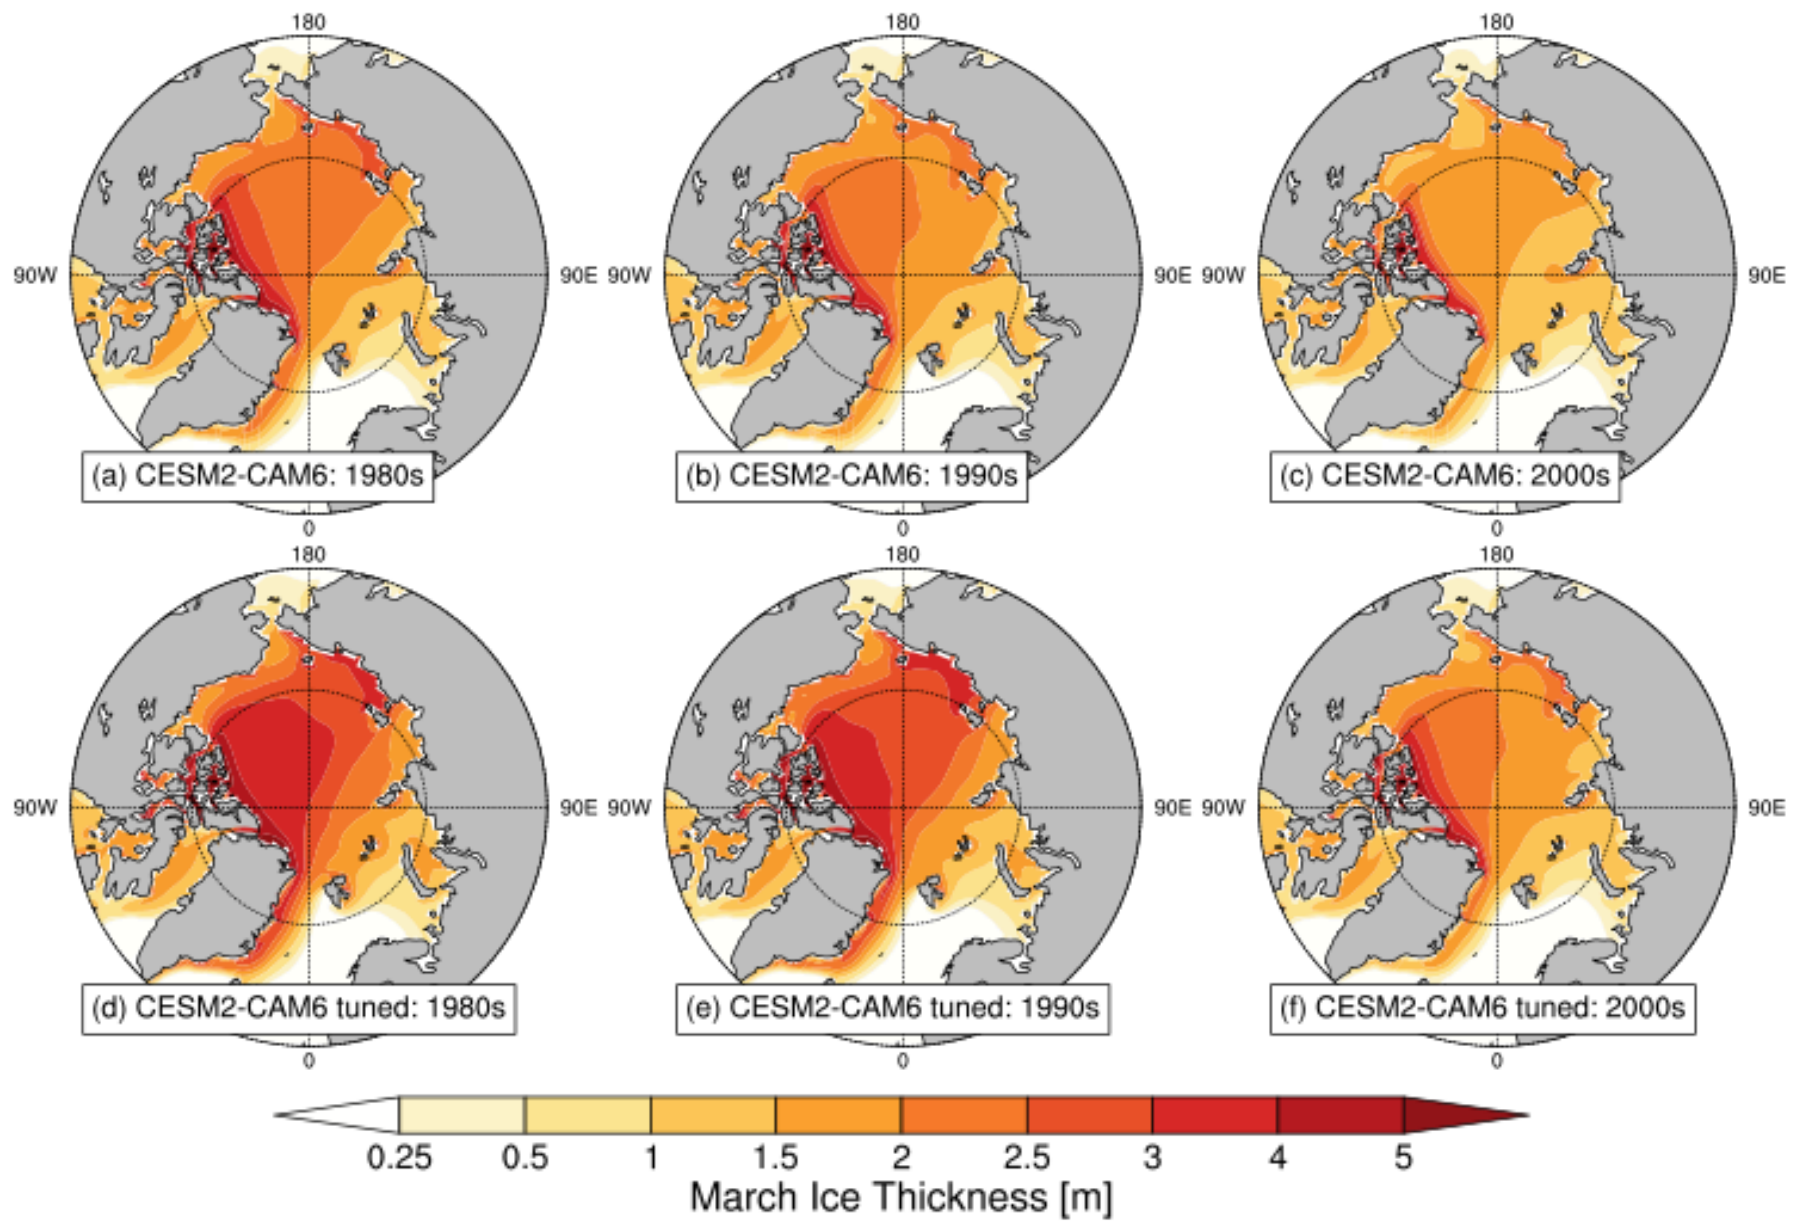 180 180 180
90W 90E 90W 90E 90W 90E
(a) CESM2-CAM6: 1980s (b) CESM2-CAM6: 1990s (c) CESM2-CAM6: 2000s
0 0 0
180 180 180
90W 90E 90W 90E 90W 90E
(d) CESM2-CAM6 tuned: 1980s (e) CESM2-CAM6 tuned: 1990s (f) CESM2-CAM6 tuned: 2000s
0 0 0
0.25 0.5 1 1.5 2 2.5 3 4 5
March Ice Thickness [m]